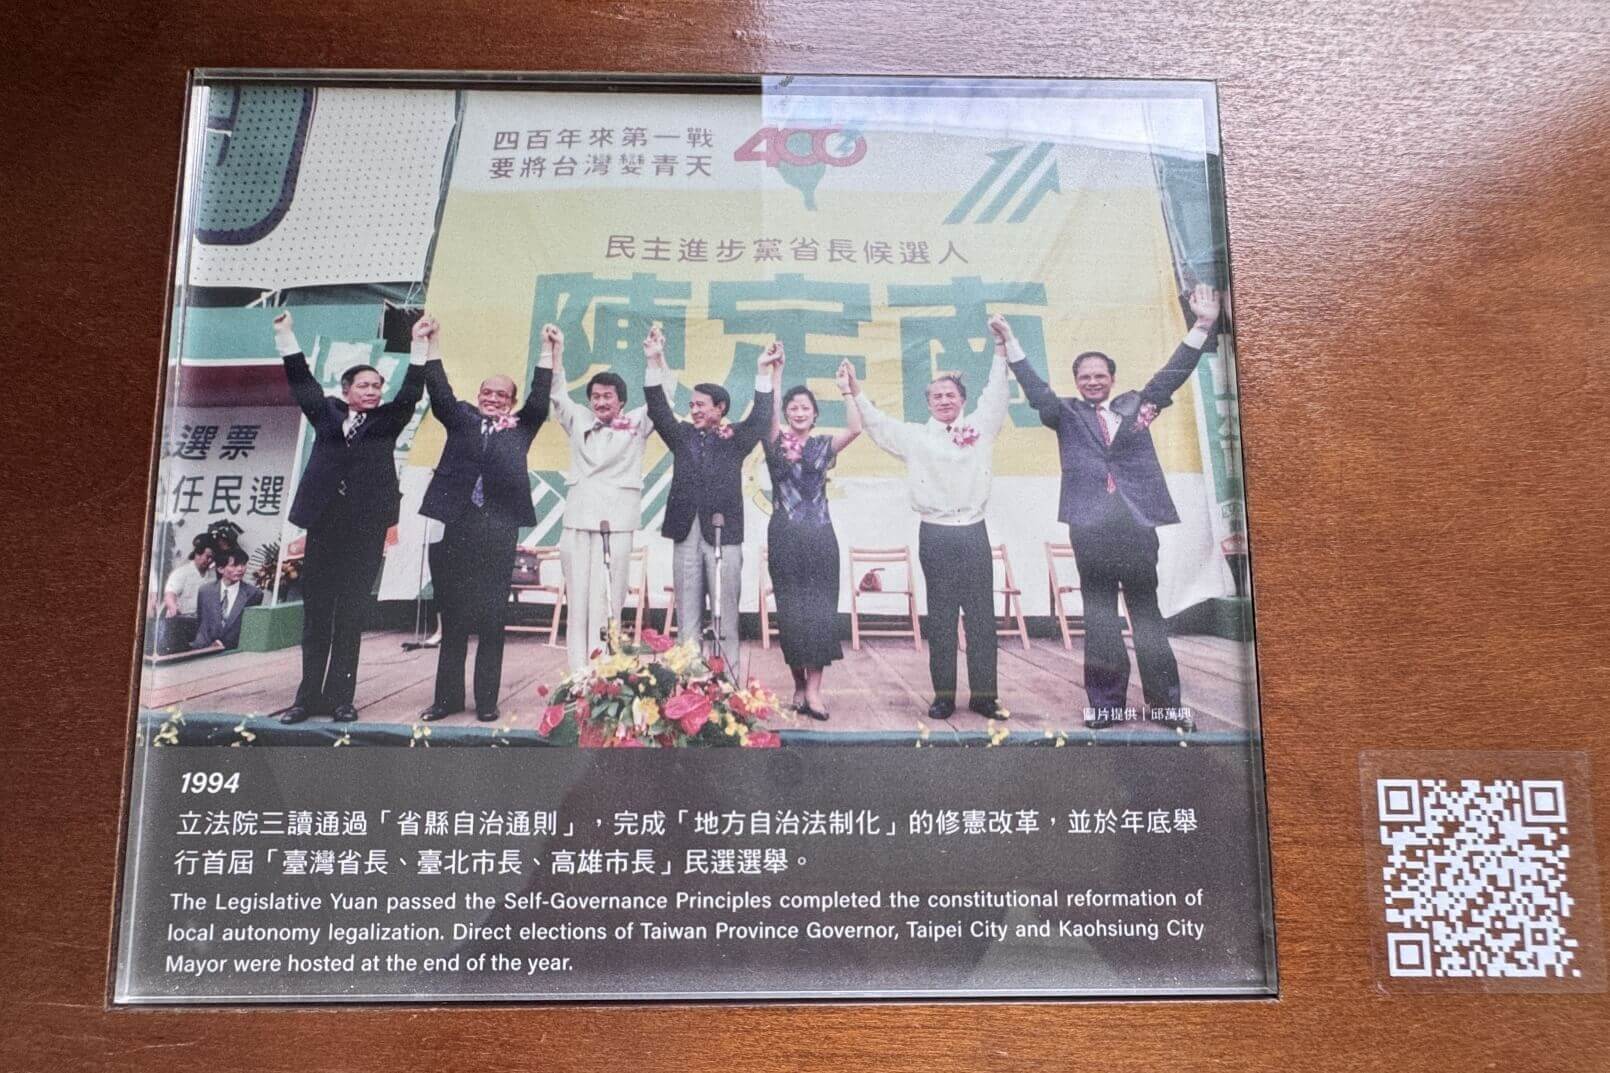 四百年來第一戰
要將台灣變青天
400
民主進步黨省長候選人
陳定南
選票
任民選
圖片提供｜邱萬興
1994
立法院三讀通過「省縣自治通則」，完成「地方自治法制化」的修憲改革，並於年底舉
行首屆「臺灣省長、臺北市長、高雄市長」民選選舉。
The Legislative Yuan passed the Self-Governance Principles completed the constitutional reformation of
local autonomy legalization. Direct elections of Taiwan Province Governor, Taipei City and Kaohsiung City
Mayor were hosted at the end of the year.